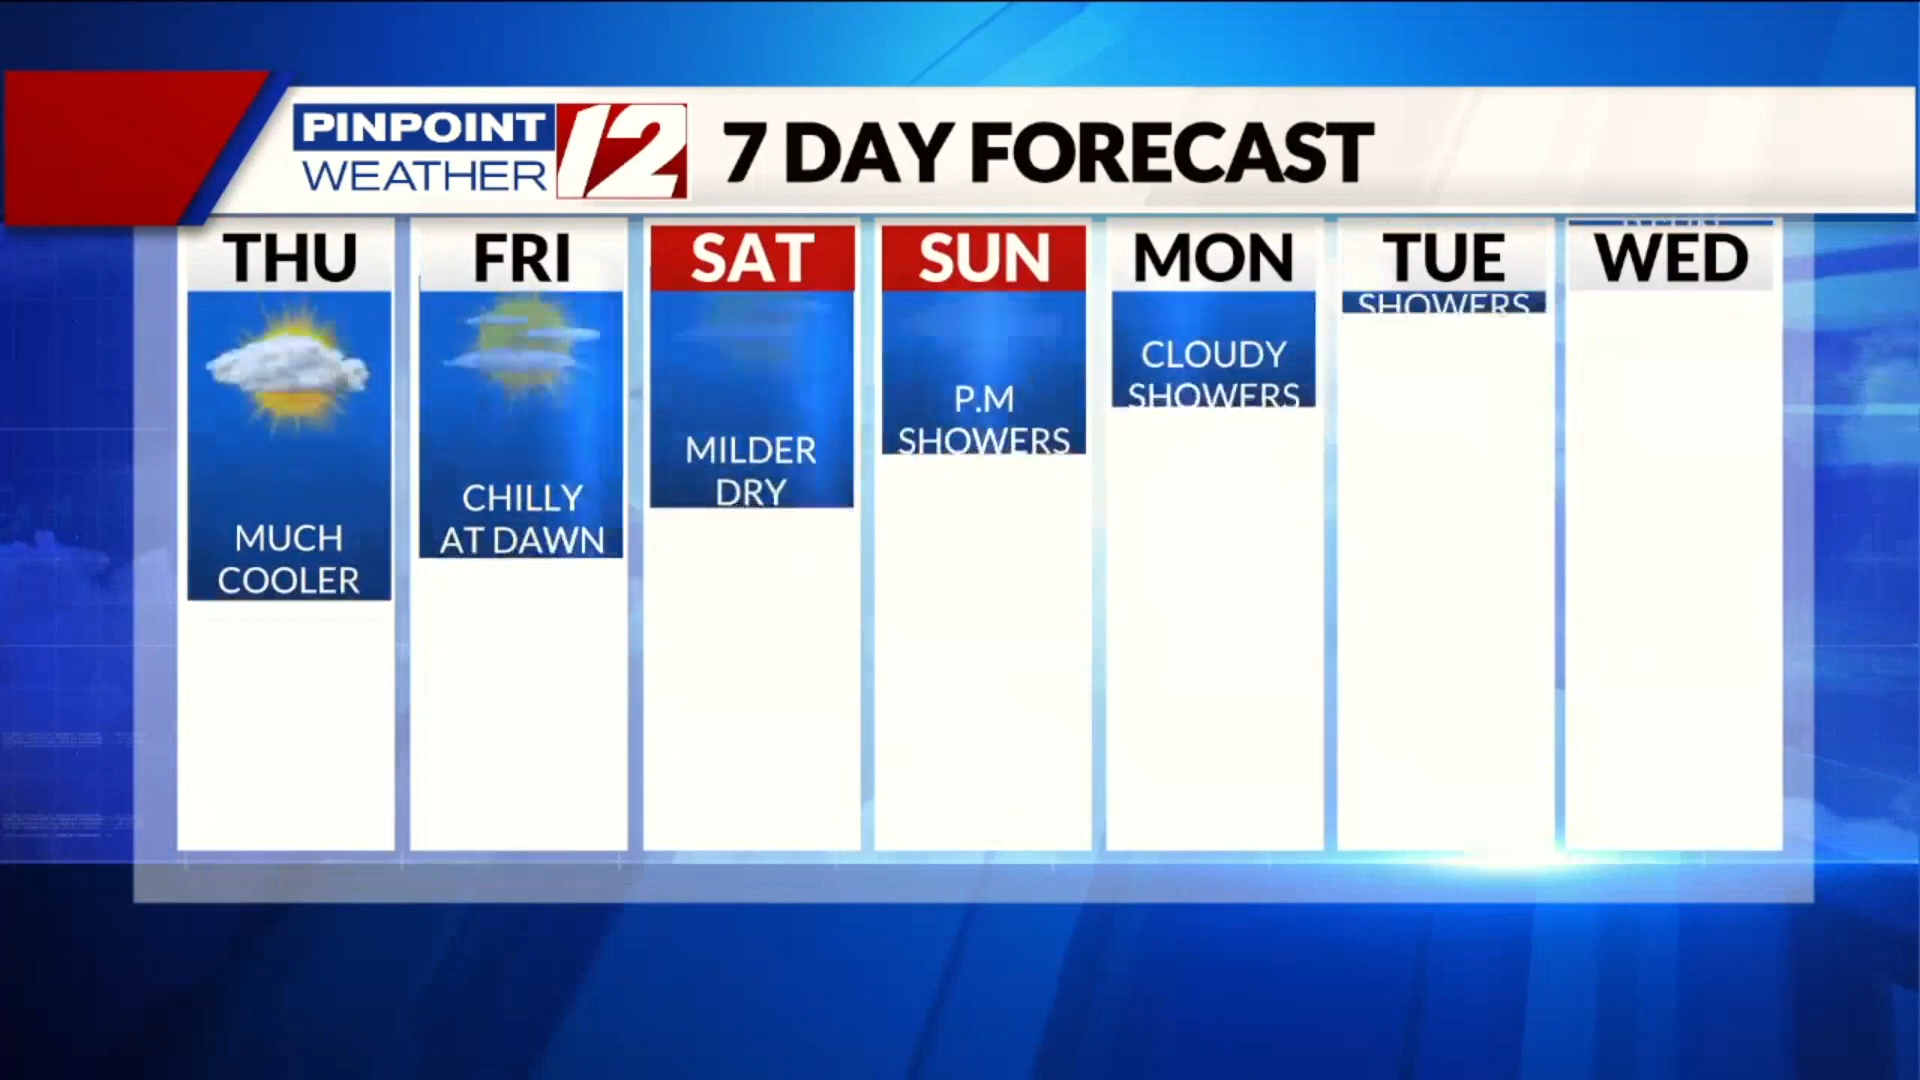 PINPOINT
WEATHER
12
7 DAY FORECAST
THU
FRI
SAT
SUN
MON
TUE
WED
MUCH
COOLER
CHILLY
AT DAWN
MILDER
DRY
P.M
SHOWERS
CLOUDY
SHOWERS
SHOWERS